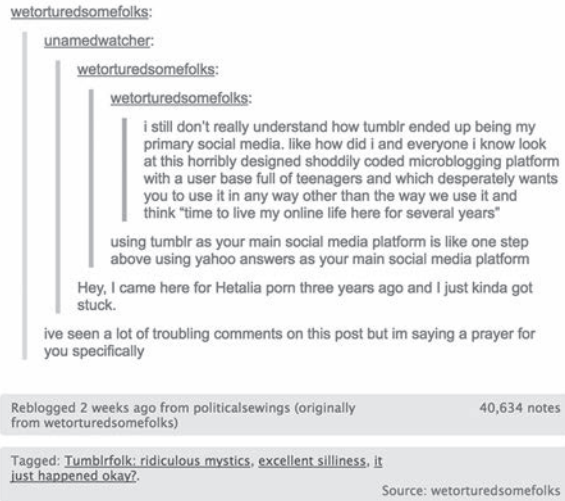 wetorturedsomefolks:
unamedwatcher:
wetorturedsomefolks:
wetorturedsomefolks:
i still don't really understand how tumblr ended up being my
primary social media. like how did i and everyone i know look
at this horribly designed shoddily coded microblogging platform
with a user base full of teenagers and which desperately wants
you to use it in any way other than the way we use it and
think "time to live my online life here for several years"
using tumblr as your main social media platform is like one step
above using yahoo answers as your main social media platform
Hey, I came here for Hetalia porn three years ago and I just kinda got
stuck.
ive seen a lot of troubling comments on this post but im saying a prayer for
you specifically
Reblogged 2 weeks ago from politicalsewings (originally
from wetorturedsomefolks)
40,634 notes
Tagged: Tumblrfolk: ridiculous mystics, excellent silliness, it
just happened okay?.
Source: wetorturedsomefolks